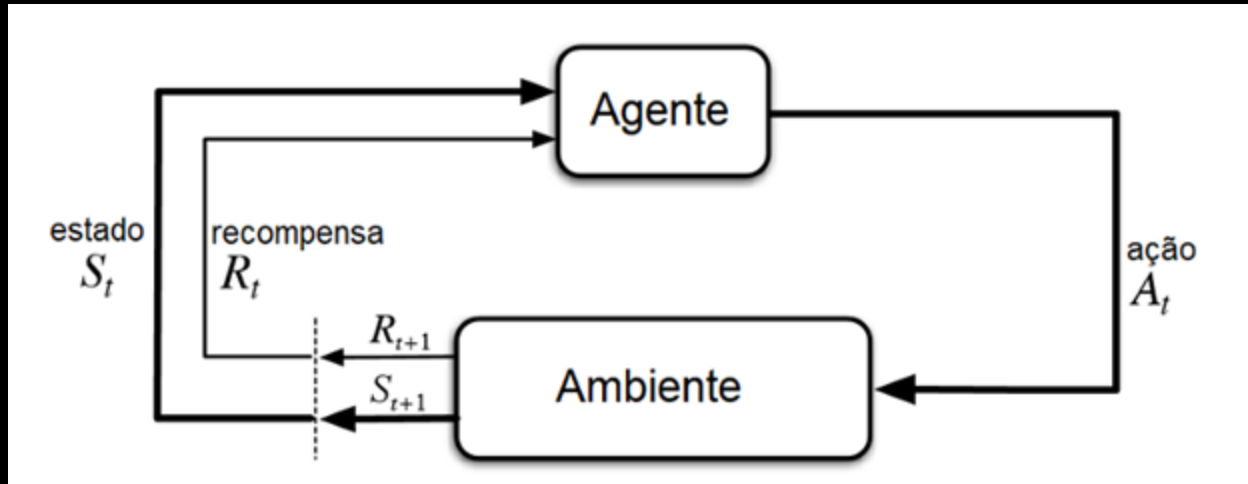 Agente
estado
S_t
recompensa
R_t
ação
A_t
R_{t+1}
S_{t+1}
Ambiente